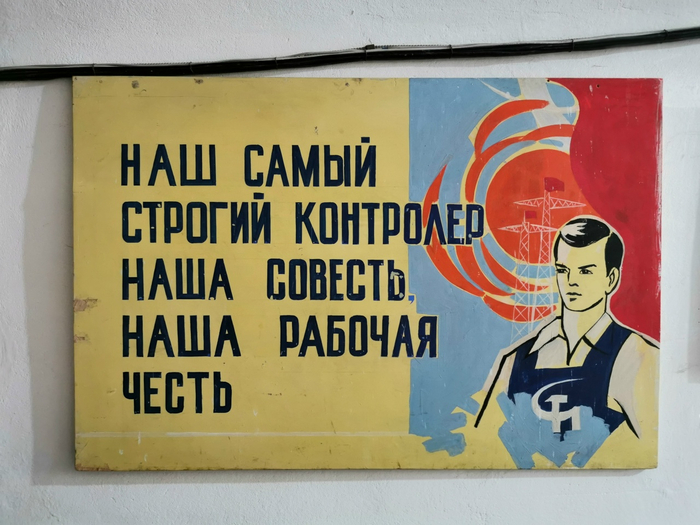 НАШ САМЫЙ
СТРОГИЙ КОНТРОЛЕР
НАША СОВЕСТЬ,
НАША РАБОЧАЯ
ЧЕСТЬ